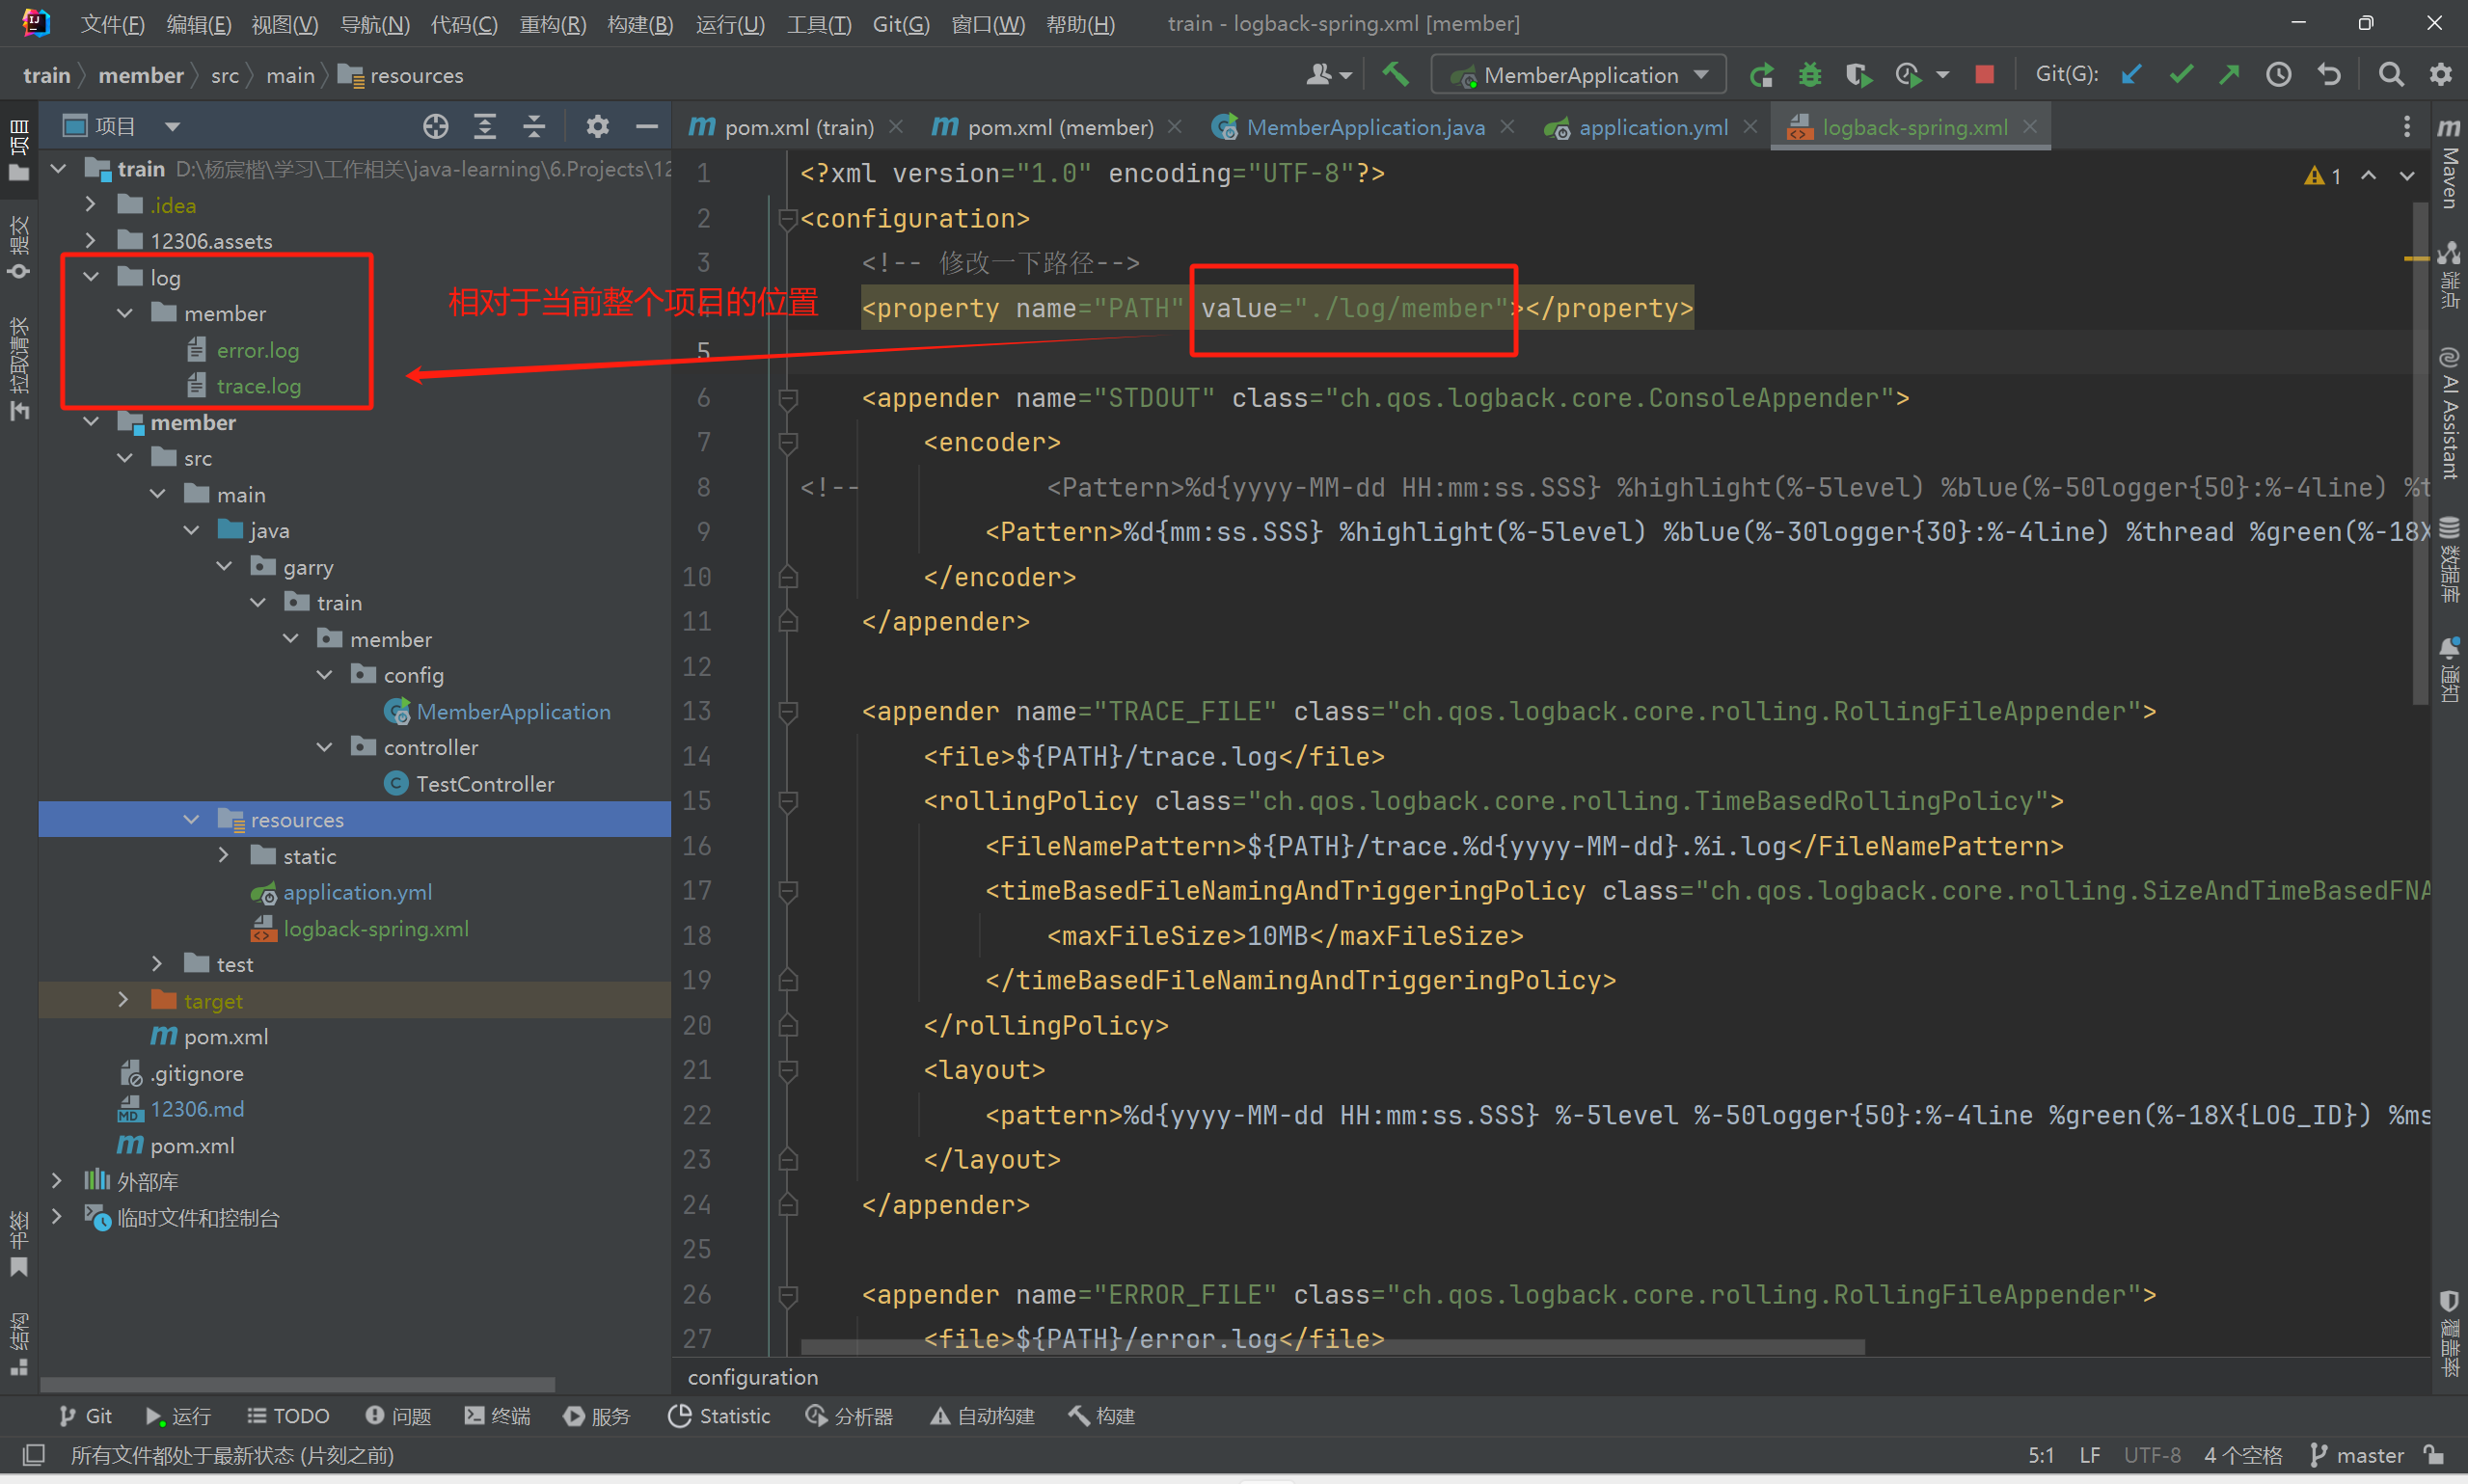 文件(F) 编辑(E) 视图(V) 导航(N) 代码(C) 重构(R) 构建(B) 运行(U) 工具(T) Git(G) 窗口(W) 帮助(H) train - logback-spring.xml [member]
train member src main resources MemberApplication Git(G):
项目
pom.xml (train) pom.xml (member) MemberApplication.java application.yml logback-spring.xml
项目
提交
拉取请求
书签
结构
train D:\杨宸楷\学习\工作相关\java-learning\6.Projects\12
.idea
12306.assets
log
member
error.log
trace.log
member
src
main
java
garry
train
member
config
MemberApplication
controller
TestController
resources
static
application.yml
logback-spring.xml
test
target
pom.xml
.gitignore
12306.md
pom.xml
外部库
临时文件和控制台
相对于当前整个项目的位置
1
1 <?xml version="1.0" encoding="UTF-8"?>
2 <configuration>
3 <!-- 修改一下路径-->
<property name="PATH" value="./log/member"></property>
5
6 <appender name="STDOUT" class="ch.qos.logback.core.ConsoleAppender">
7 <encoder>
8 <!-- <Pattern>%d{yyyy-MM-dd HH:mm:ss.SSS} %highlight(%-5level) %blue(%-50logger{50}:%-4line) %t
9 <Pattern>%d{mm:ss.SSS} %highlight(%-5level) %blue(%-30logger{30}:%-4line) %thread %green(%-18X
10 </encoder>
11 </appender>
12
13 <appender name="TRACE_FILE" class="ch.qos.logback.core.rolling.RollingFileAppender">
14 <file>${PATH}/trace.log</file>
15 <rollingPolicy class="ch.qos.logback.core.rolling.TimeBasedRollingPolicy">
16 <FileNamePattern>${PATH}/trace.%d{yyyy-MM-dd}.%i.log</FileNamePattern>
17 <timeBasedFileNamingAndTriggeringPolicy class="ch.qos.logback.core.rolling.SizeAndTimeBasedFNA
18 <maxFileSize>10MB</maxFileSize>
19 </timeBasedFileNamingAndTriggeringPolicy>
20 </rollingPolicy>
21 <layout>
22 <pattern>%d{yyyy-MM-dd HH:mm:ss.SSS} %-5level %-50logger{50}:%-4line %green(%-18X{LOG_ID}) %ms
23 </layout>
24 </appender>
25
26 <appender name="ERROR_FILE" class="ch.qos.logback.core.rolling.RollingFileAppender">
27 <file>${PATH}/error.log</file>
configuration
Maven
端点
AI Assistant
数据库
通知
覆盖率
Git 运行 TODO 问题 终端 服务 Statistic 分析器 自动构建 构建
所有文件都处于最新状态 (片刻之前) 5:1 LF UTF-8 4 个空格 master